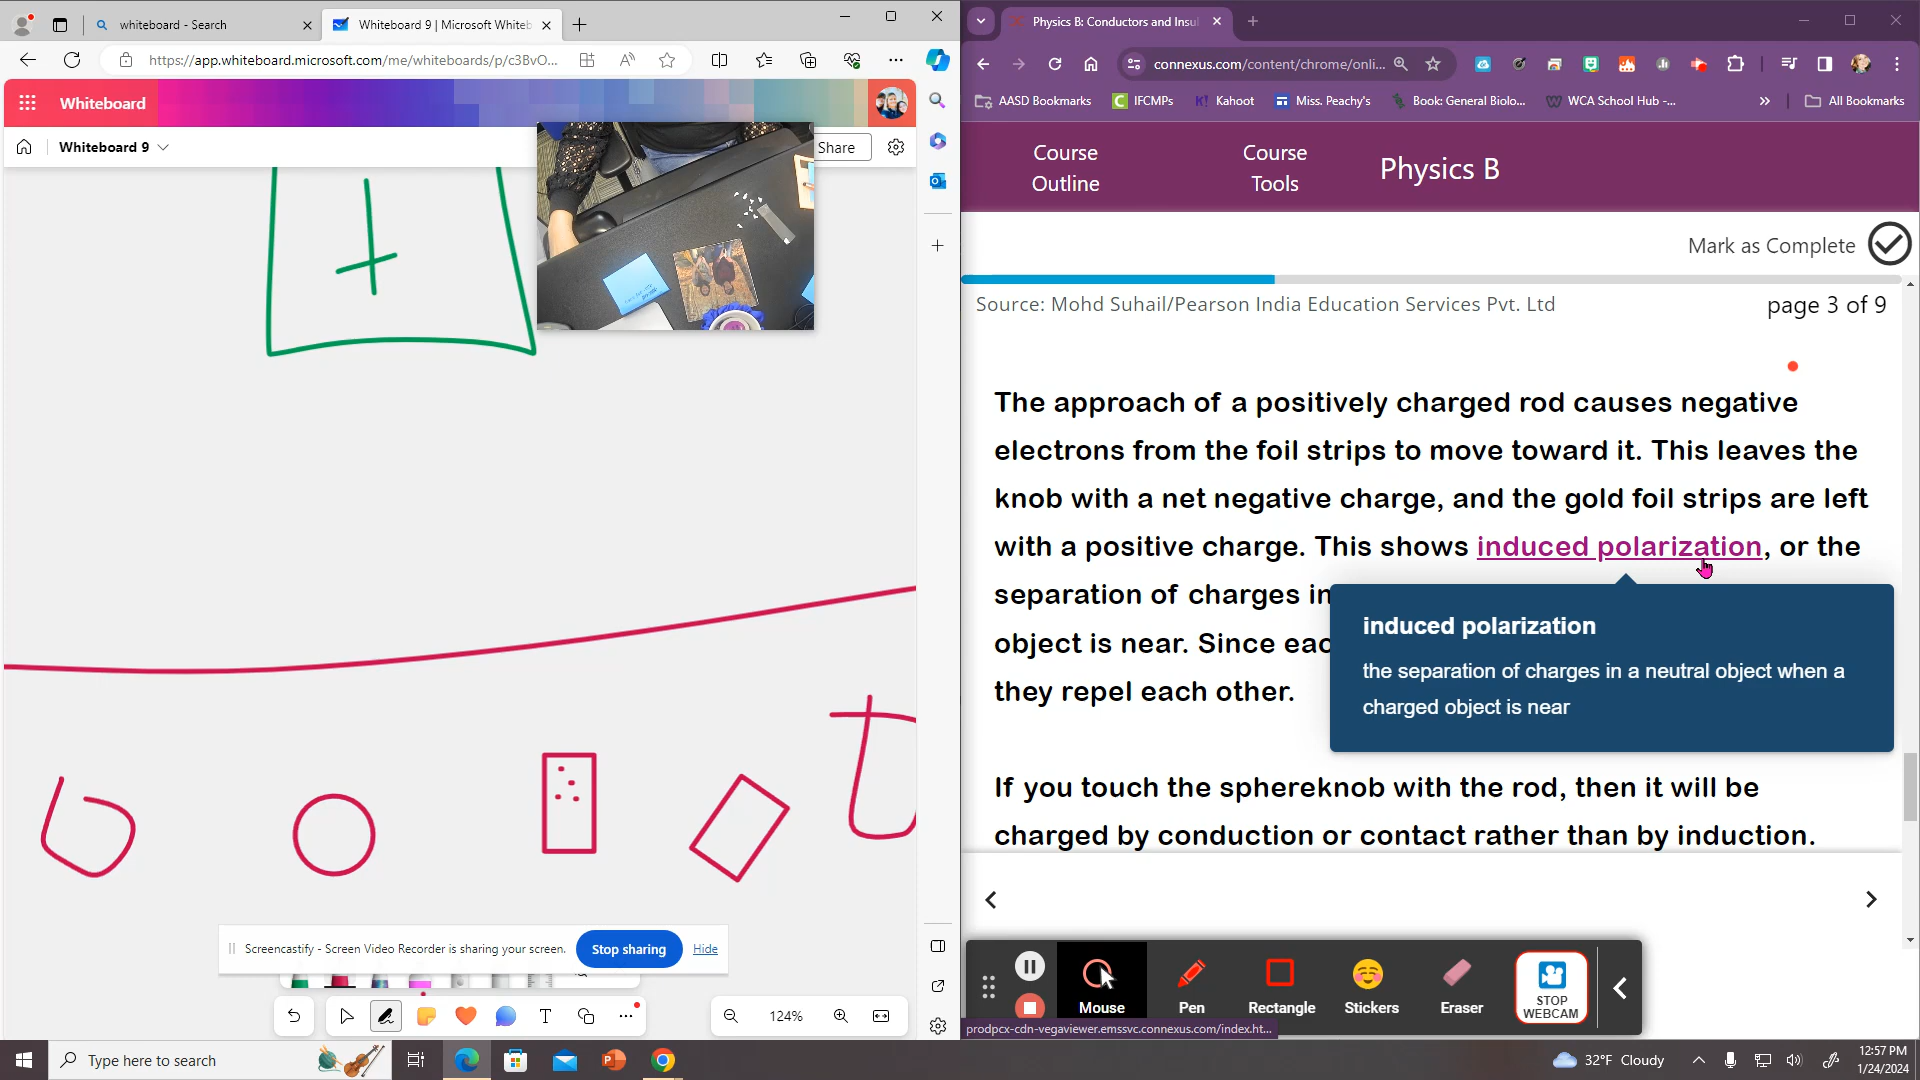 whiteboard - Search
Whiteboard 9 | Microsoft Whiteb
https://app.whiteboard.microsoft.com/me/whiteboards/p/c3BvO...
Whiteboard
Whiteboard 9
Share
Screencastify - Screen Video Recorder is sharing your screen.
Stop sharing
Hide
124%
Physics B: Conductors and Insul
connexus.com/content/chrome/onli...
AASD Bookmarks
IFCMPs
Kahoot
Miss. Peachy's
Book: General Biolo...
WCA School Hub -...
All Bookmarks
Course
Outline
Course
Tools
Physics B
Mark as Complete
Source: Mohd Suhail/Pearson India Education Services Pvt. Ltd
page 3 of 9
The approach of a positively charged rod causes negative
electrons from the foil strips to move toward it. This leaves the
knob with a net negative charge, and the gold foil strips are left
with a positive charge. This shows induced polarization, or the
separation of charges in
object is near. Since eac
they repel each other.
induced polarization
the separation of charges in a neutral object when a
charged object is near
If you touch the sphereknob with the rod, then it will be
charged by conduction or contact rather than by induction.
Mouse
Pen
Rectangle
Stickers
Eraser
STOP
WEBCAM
prodpcx-cdn-vegaviewer.emssvc.connexus.com/index.ht...
Type here to search
32°F Cloudy
12:57 PM
1/24/2024